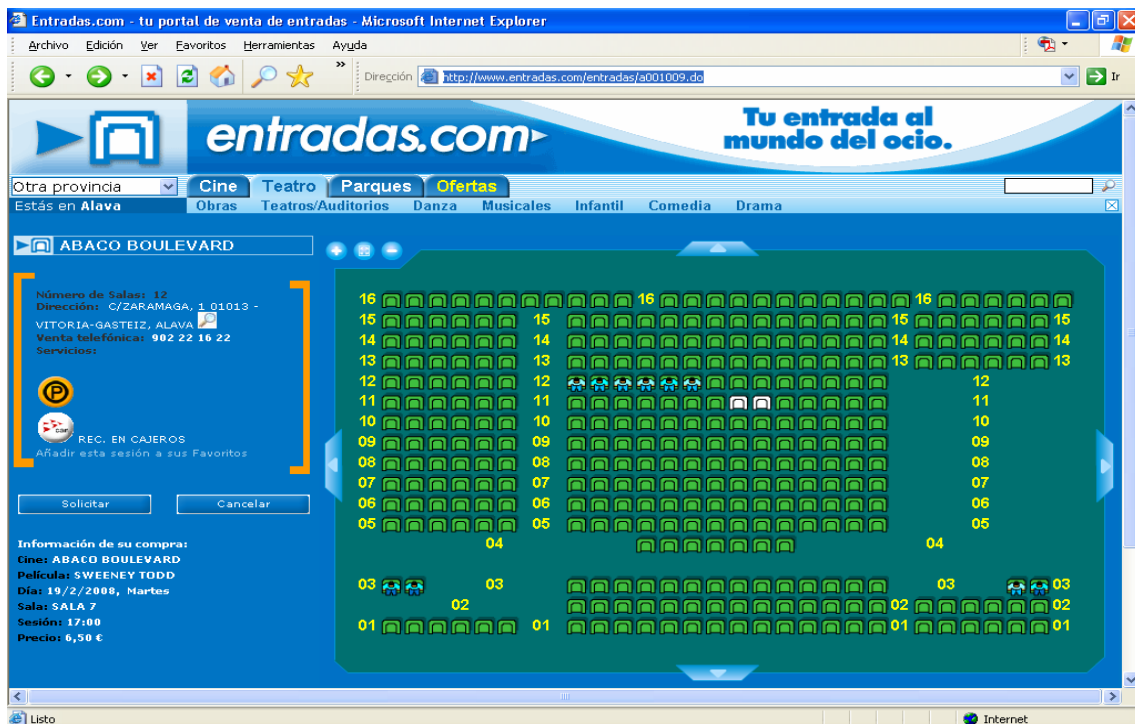 Entradas.com - tu portal de venta de entradas - Microsoft Internet Explorer
Archivo Edición Ver Favoritos Herramientas Ayuda
» Dirección http://www.entradas.com/entradas/a001009.do Ir
entradas.com
Tu entrada al
mundo del ocio.
Otra provincia Cine Teatro Parques Ofertas
Estás en Alava Obras Teatros/Auditorios Danza Musicales Infantil Comedia Drama
ABACO BOULEVARD
Número de Salas: 12
Dirección: C/ZARAMAGA, 1 01013 -
VITORIA-GASTEIZ, ALAVA
Venta telefónica: 902 22 16 22
Servicios:
P
can
REC. EN CAJEROS
Añadir esta sesión a sus Favoritos
Solicitar Cancelar
Información de su compra:
Cine: ABACO BOULEVARD
Película: SWEENEY TODD
Día: 19/2/2008, Martes
Sala: SALA 7
Sesión: 17:00
Precio: 6,50 €
16 16 16
15 15 15 15
14 14 14 14
13 13 13 13
12 12 12
11 11 11
10 10 10
09 09 09
08 08 08
07 07 07
06 06 06
05 05 05
04 04
03 03 03 03
02 02 02
01 01 01 01
Listo Internet